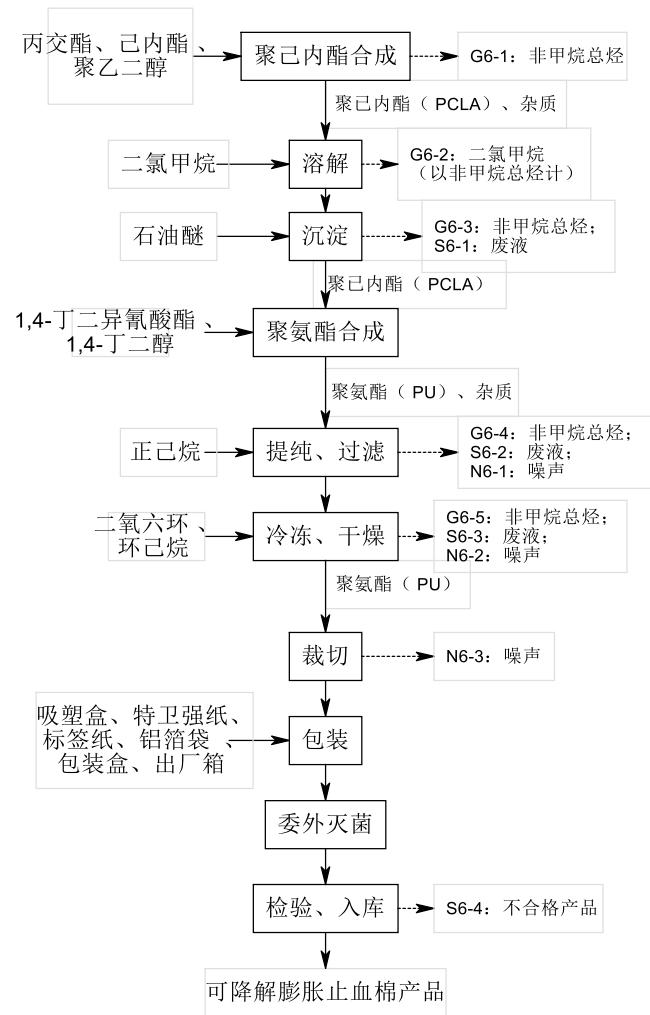 丙交酯、己内酯、
聚乙二醇
聚己内酯合成
G6-1：非甲烷总烃
聚已内酯（PCLA）、杂质
二氯甲烷
溶解
G6-2：二氯甲烷
（以非甲烷总烃计）
石油醚
沉淀
G6-3：非甲烷总烃；
S6-1：废液
聚已内酯（PCLA）
1,4-丁二异氰酸酯、
1,4-丁二醇
聚氨酯合成
聚氨酯（PU）、杂质
正己烷
提纯、过滤
G6-4：非甲烷总烃；
S6-2：废液；
N6-1：噪声
二氧六环、
环己烷
冷冻、干燥
G6-5：非甲烷总烃；
S6-3：废液；
N6-2：噪声
聚氨酯（PU）
裁切
N6-3：噪声
吸塑盒、特卫强纸、
标签纸、铝箔袋、
包装盒、出厂箱
包装
委外灭菌
检验、入库
S6-4：不合格产品
可降解膨胀止血棉产品